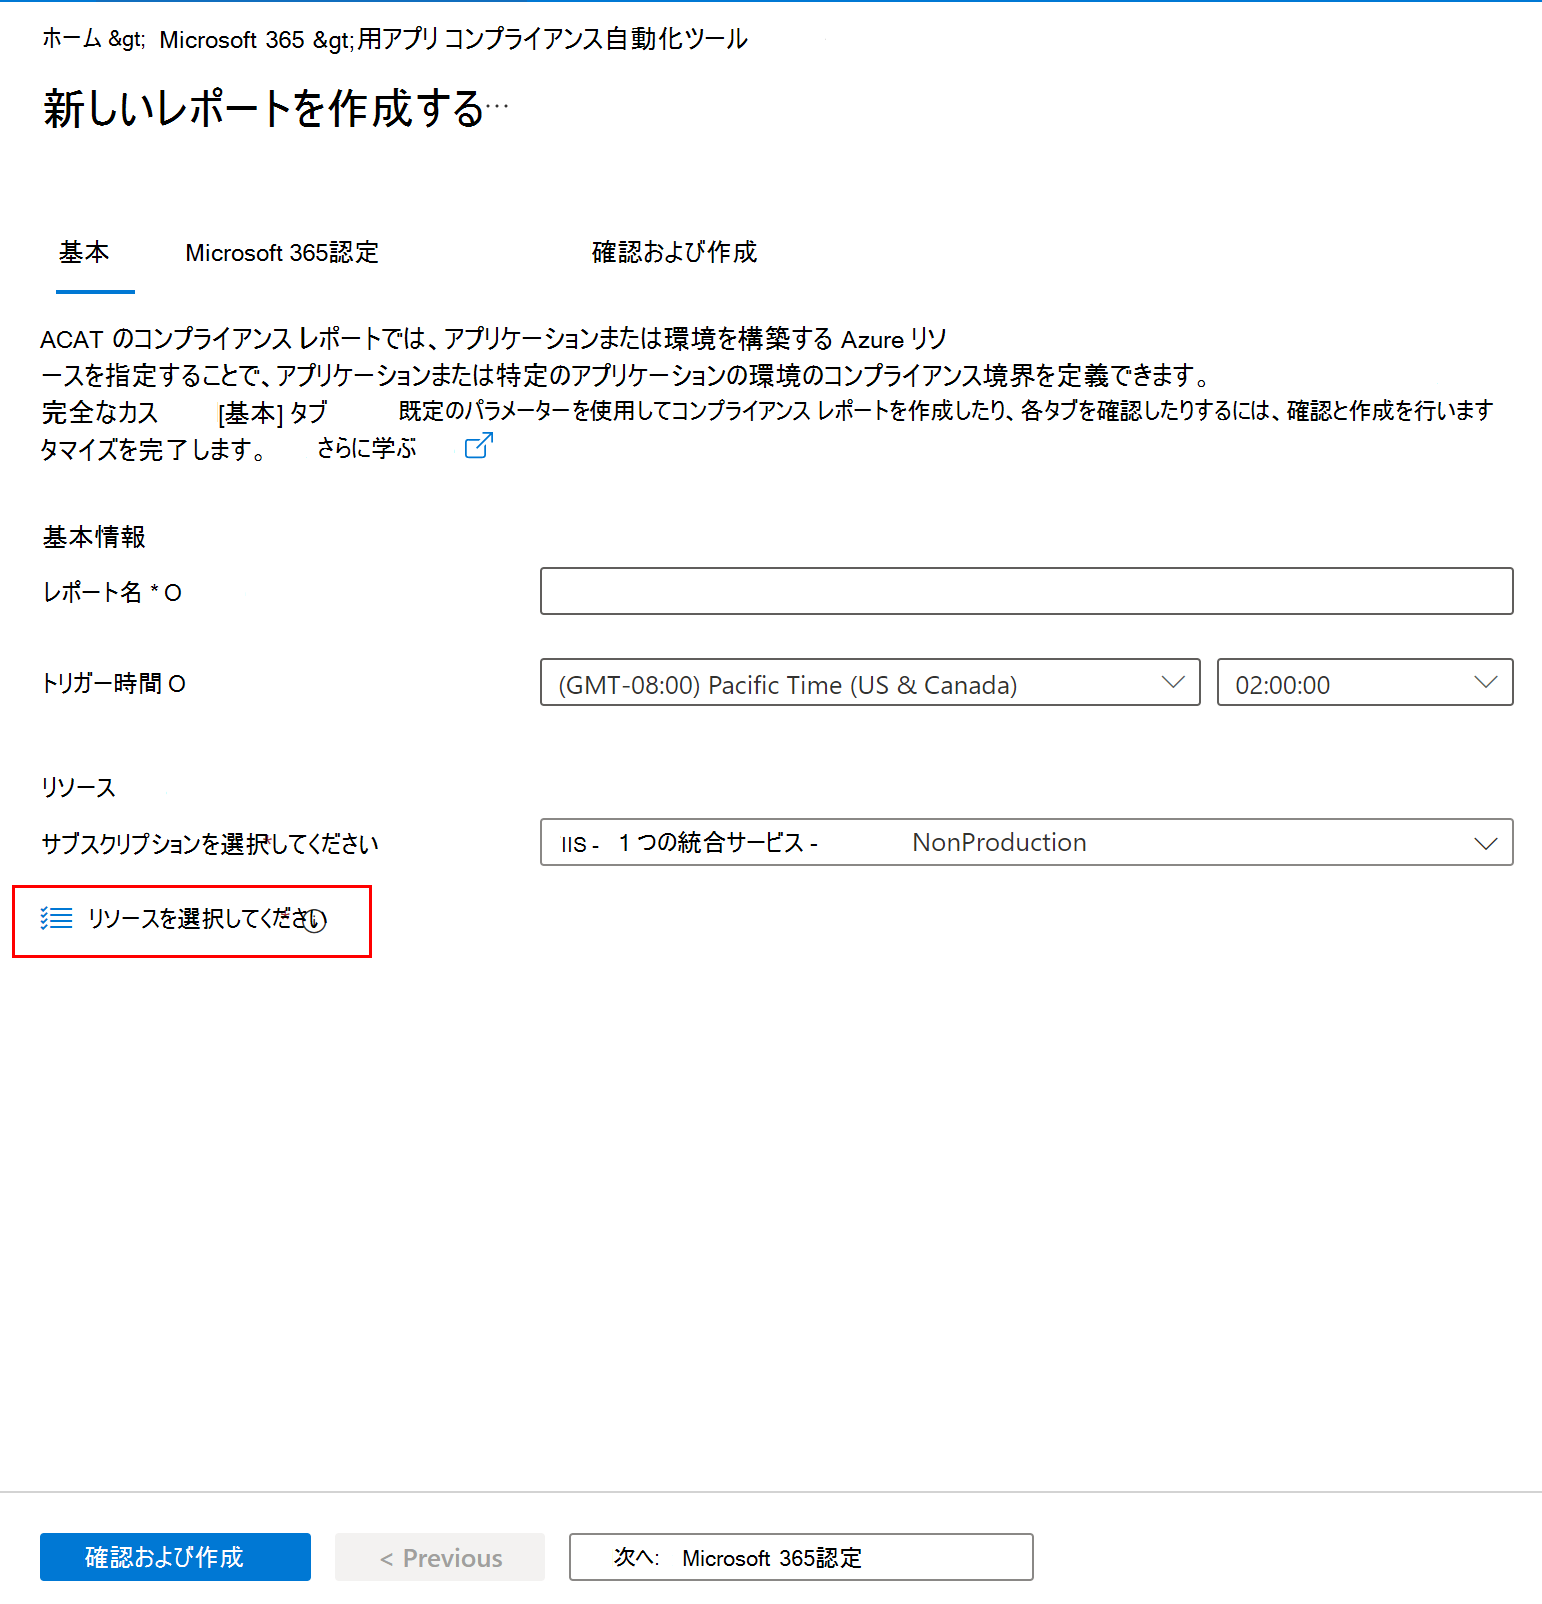 ホーム &gt; Microsoft 365 &gt;用アプリ コンプライアンス自動化ツール
新しいレポートを作成する…
基本 Microsoft 365認定 確認および作成
ACAT のコンプライアンス レポートでは、アプリケーションまたは環境を構築する Azure リソ
ースを指定することで、アプリケーションまたは特定のアプリケーションの環境のコンプライアンス境界を定義できます。
完全なカス [基本] タブ 既定のパラメーターを使用してコンプライアンス レポートを作成したり、各タブを確認したりするには、確認と作成を行います
タマイズを完了します。 さらに学ぶ
基本情報
レポート名 * O
トリガー時間 O (GMT-08:00) Pacific Time (US & Canada) 02:00:00
リソース
サブスクリプションを選択してください IIS - 1 つの統合サービス - NonProduction
リソースを選択してください
確認および作成 < Previous 次へ: Microsoft 365認定